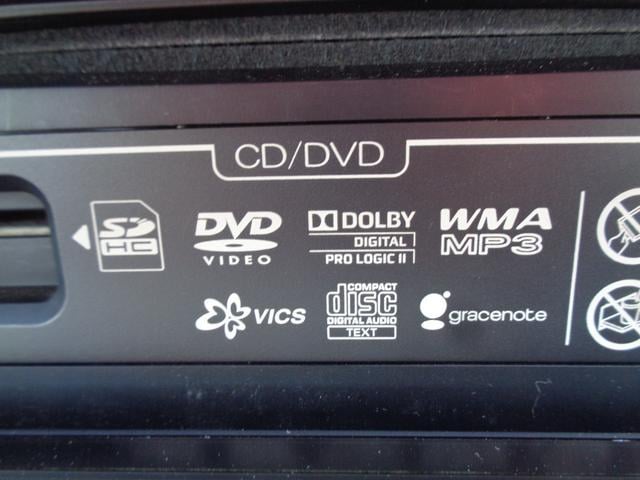 CD/DVD
SD HC
DVD VIDEO
DOLBY DIGITAL PRO LOGIC II
WMA MP3
VICS
COMPACT disc DIGITAL AUDIO TEXT
gracenote